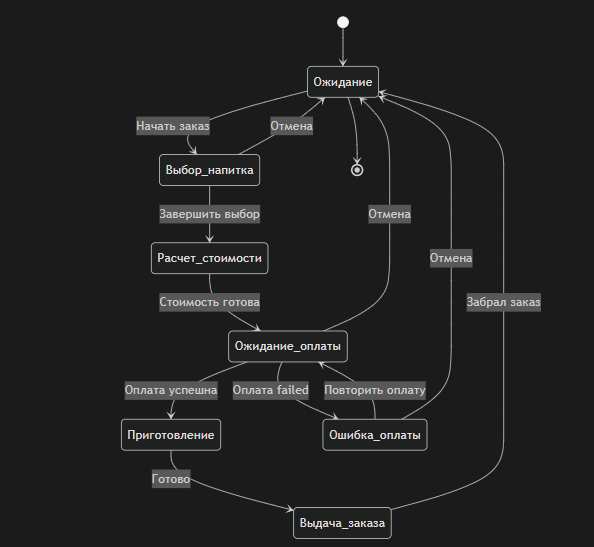 Ожидание
Начать заказ
Отмена
Выбор_напитка
Завершить выбор
Отмена
Расчет_стоимости
Отмена
Стоимость готова
Забрал заказ
Ожидание_оплаты
Оплата успешна
Оплата failed
Повторить оплату
Приготовление
Ошибка_оплаты
Готово
Выдача_заказа